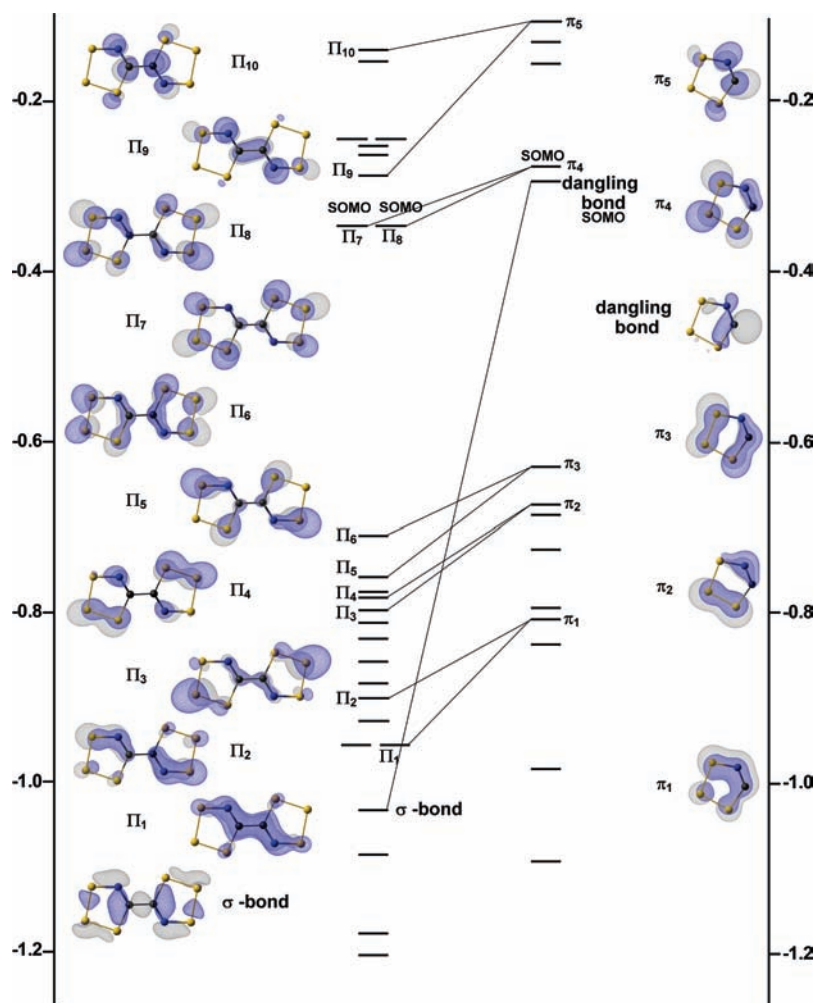 Π10
Π10
π5
-0.2
-0.2
π5
Π9
Π9
SOMO
π4
dangling
bond
SOMO
π4
SOMO SOMO
Π8
Π7 Π8
-0.4
-0.4
Π7
dangling
bond
-0.6
-0.6
Π6
π3
π3
π2
Π5
Π6
Π5
Π4
Π3
π2
Π4
-0.8
-0.8
π1
Π3
Π2
Π2
Π1
-1.0
-1.0
π1
Π1
σ -bond
σ -bond
-1.2
-1.2